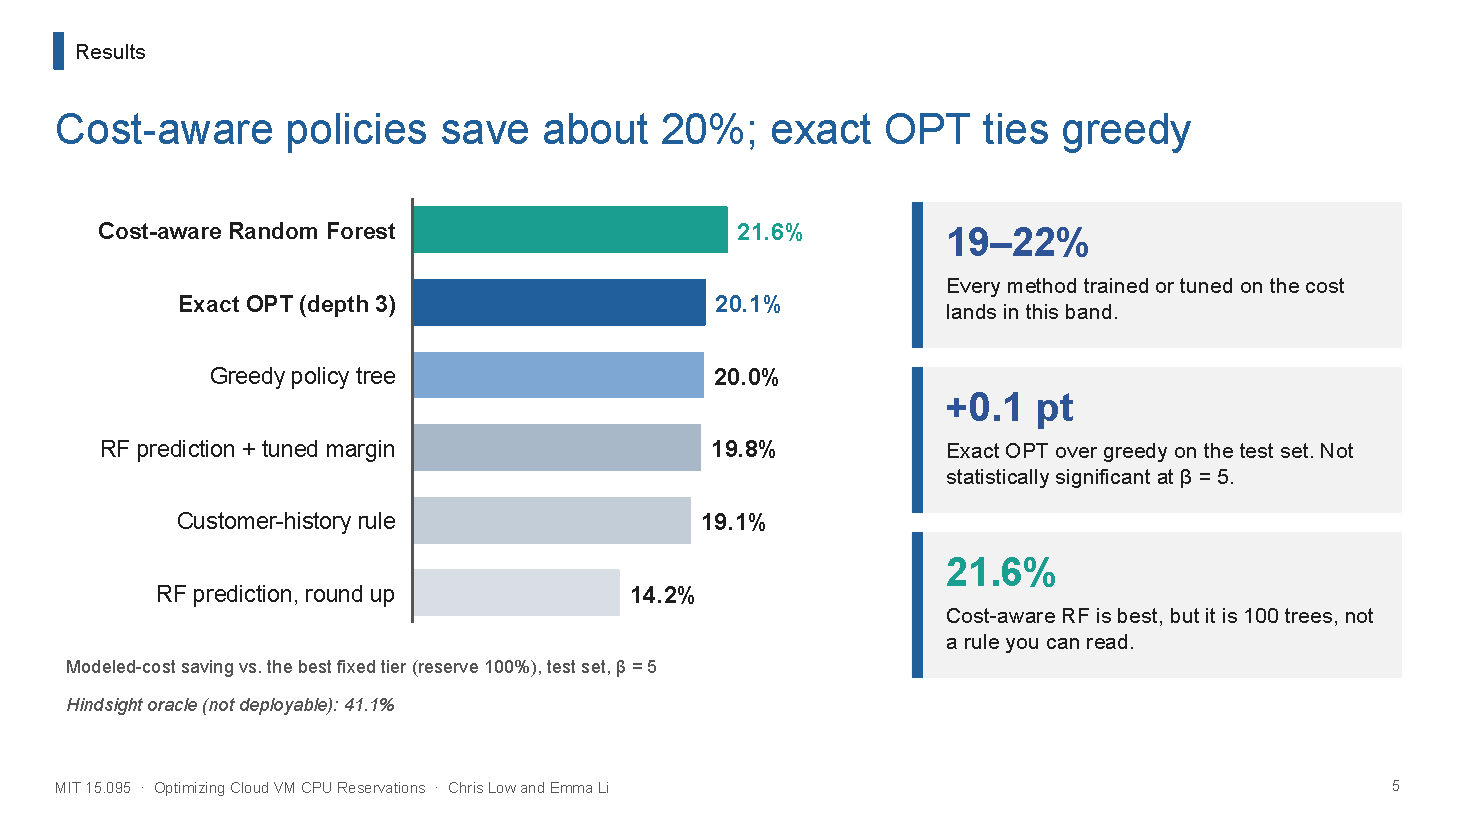 Results
Cost-aware policies save about 20%; exact OPT ties greedy
Cost-aware Random Forest 21.6%
Exact OPT (depth 3) 20.1%
Greedy policy tree 20.0%
RF prediction + tuned margin 19.8%
Customer-history rule 19.1%
RF prediction, round up 14.2%
Modeled-cost saving vs. the best fixed tier (reserve 100%), test set, β = 5
Hindsight oracle (not deployable): 41.1%
19–22%
Every method trained or tuned on the cost
lands in this band.
+0.1 pt
Exact OPT over greedy on the test set. Not
statistically significant at β = 5.
21.6%
Cost-aware RF is best, but it is 100 trees, not
a rule you can read.
MIT 15.095 · Optimizing Cloud VM CPU Reservations · Chris Low and Emma Li
5